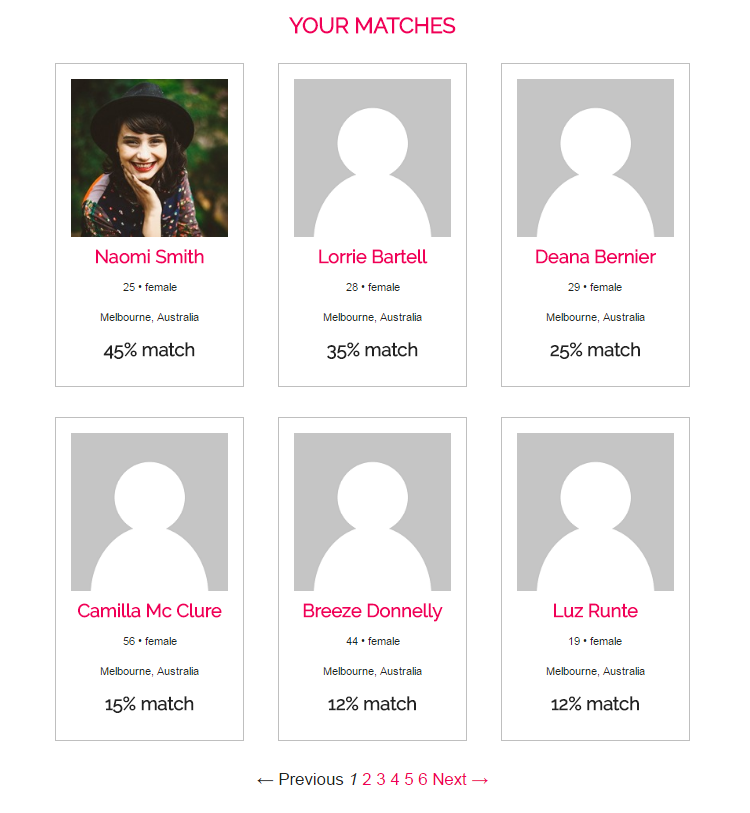 YOUR MATCHES
Naomi Smith
25 • female
Melbourne, Australia
45% match
Lorrie Bartell
28 • female
Melbourne, Australia
35% match
Deana Bernier
29 • female
Melbourne, Australia
25% match
Camilla Mc Clure
56 • female
Melbourne, Australia
15% match
Breeze Donnelly
44 • female
Melbourne, Australia
12% match
Luz Runte
19 • female
Melbourne, Australia
12% match
← Previous 1 2 3 4 5 6 Next →